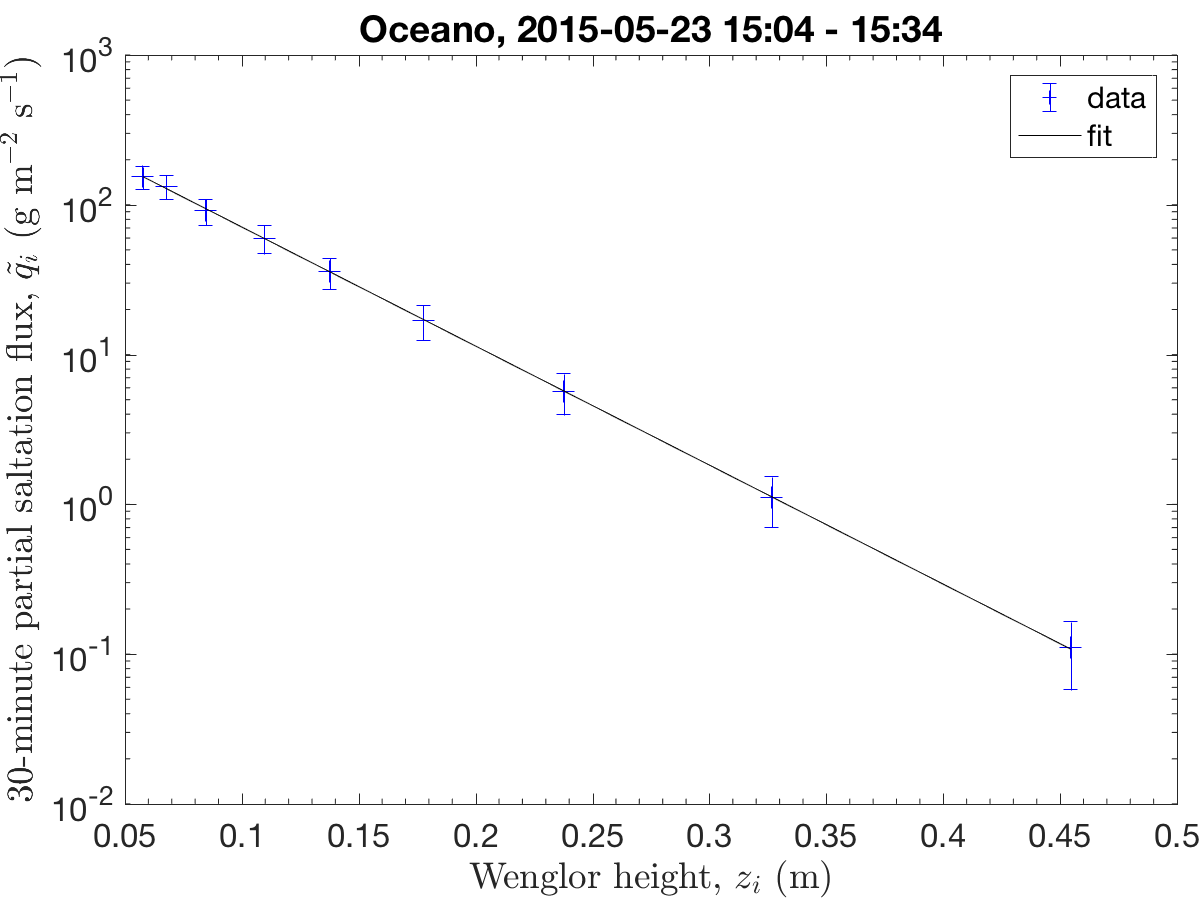 Oceano, 2015-05-23 15:04 - 15:34
30-minute partial saltation flux, q̃ᵢ (g m⁻² s⁻¹)
10³
10²
10¹
10⁰
10⁻¹
10⁻²
data
fit
0.05 0.1 0.15 0.2 0.25 0.3 0.35 0.4 0.45 0.5
Wenglor height, zᵢ (m)